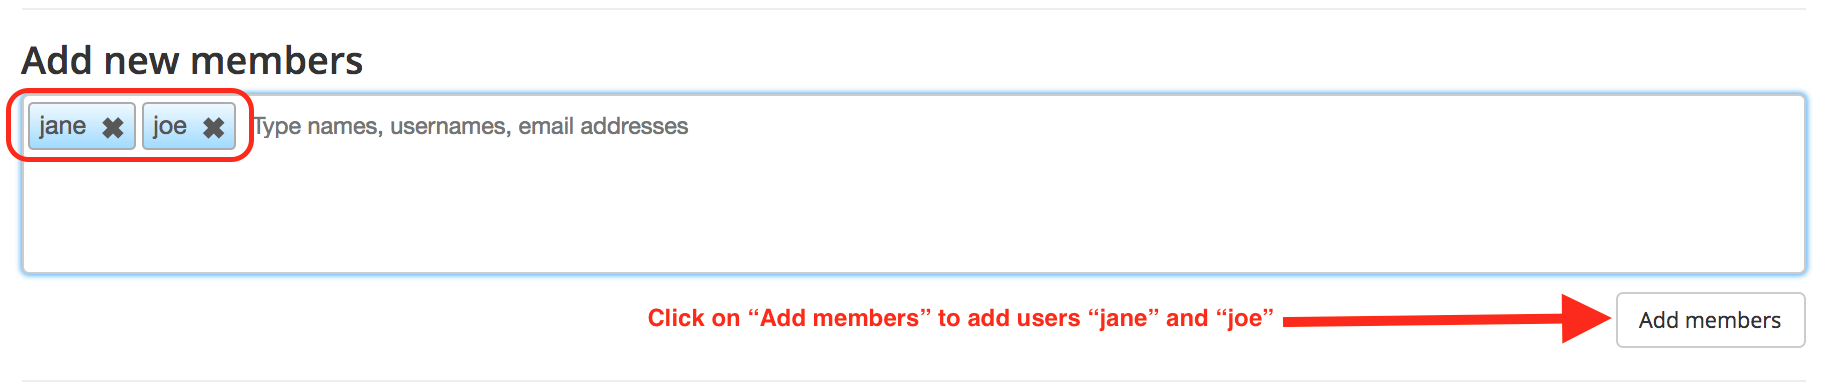 Add new members
jane ✖ joe ✖ Type names, usernames, email addresses
Click on “Add members” to add users “jane” and “joe”
Add members